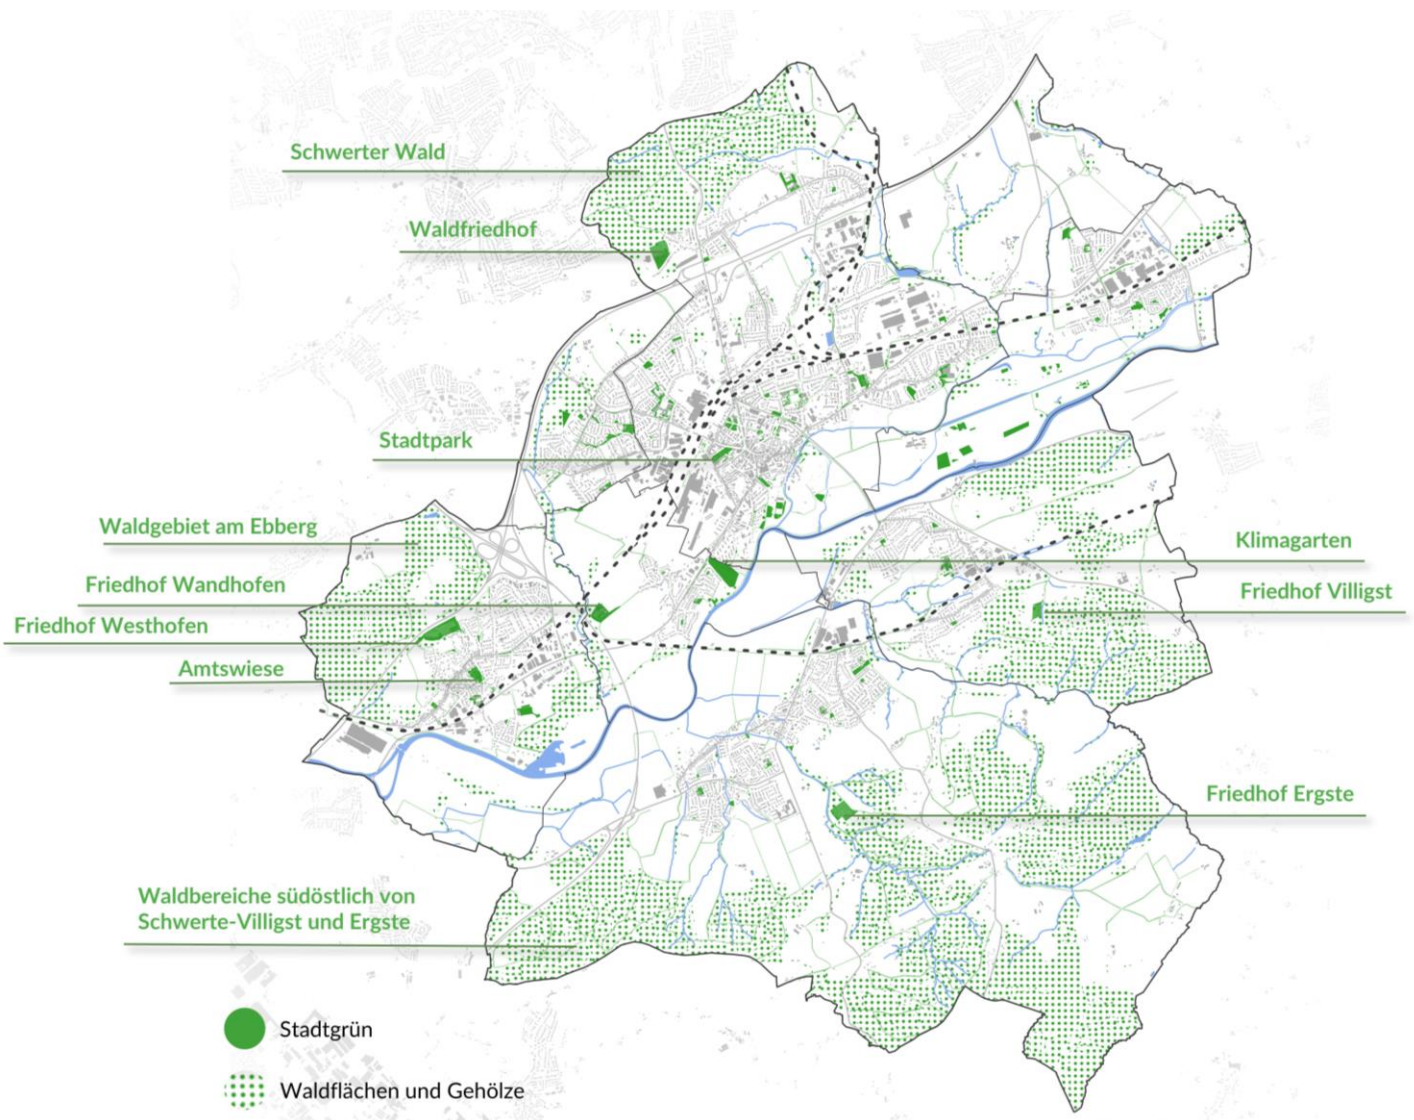 Schwerter Wald
Waldfriedhof
Stadtpark
Waldgebiet am Ebberg
Friedhof Wandhofen
Friedhof Westhofen
Amtswiese
Klimagarten
Friedhof Villigst
Friedhof Ergste
Waldbereiche südöstlich von
Schwerte-Villigst und Ergste
Stadtgrün
Waldflächen und Gehölze